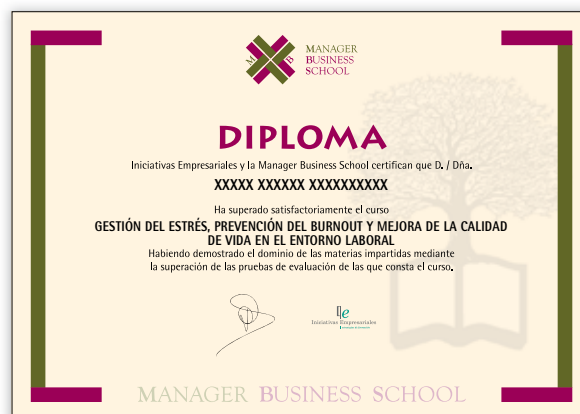 M B
MANAGER
BUSINESS
SCHOOL
DIPLOMA
Iniciativas Empresariales y la Manager Business School certifican que D. / Dña.
XXXXX XXXXXX XXXXXXXXXX
Ha superado satisfactoriamente el curso
GESTIÓN DEL ESTRÉS, PREVENCIÓN DEL BURNOUT Y MEJORA DE LA CALIDAD
DE VIDA EN EL ENTORNO LABORAL
Habiendo demostrado el dominio de las materias impartidas mediante
la superación de las pruebas de evaluación de las que consta el curso.
Iniciativas Empresariales
MANAGER BUSINESS SCHOOL